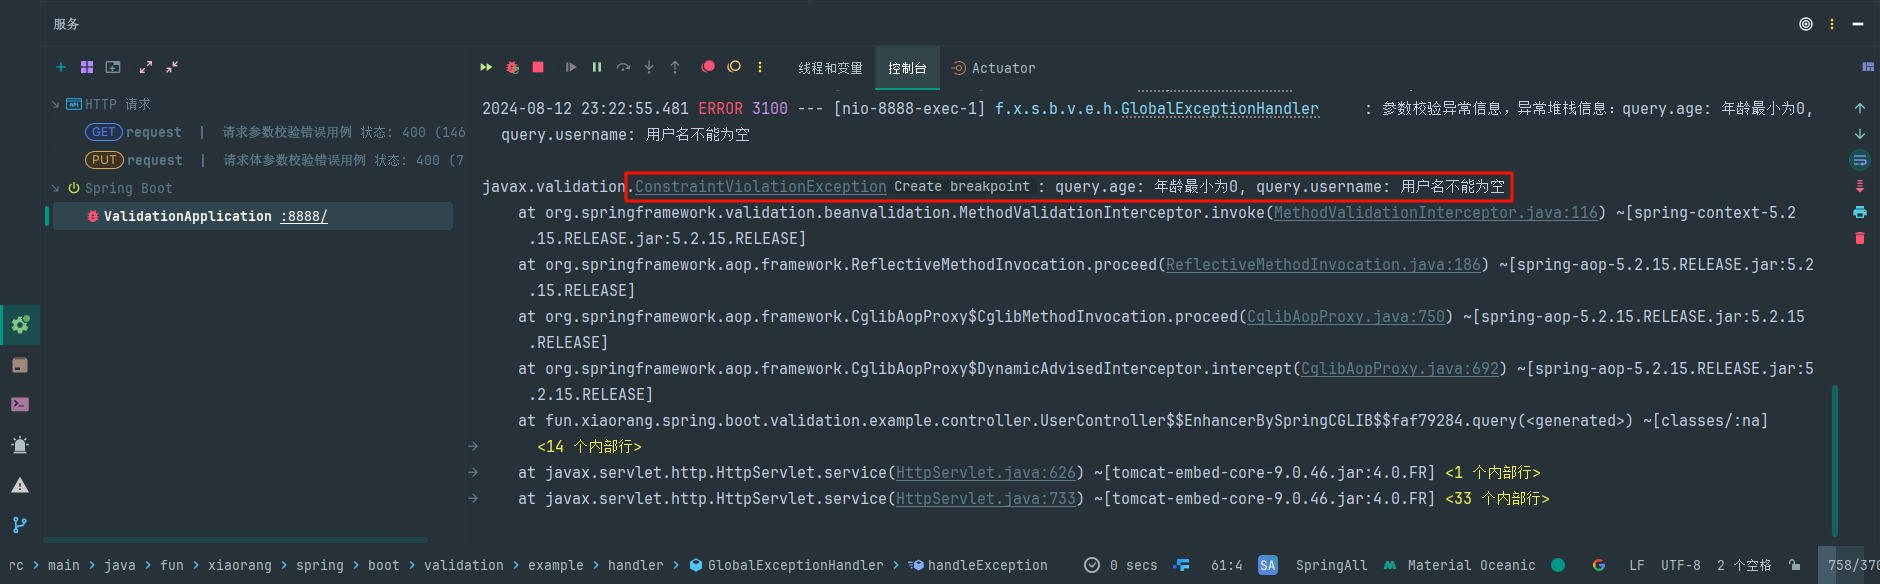 服务
线程和变量 控制台 Actuator
HTTP 请求
GET request | 请求参数校验错误用例 状态: 400 (146
PUT request | 请求体参数校验错误用例 状态: 400 (7
Spring Boot
ValidationApplication :8888/
2024-08-12 23:22:55.481 ERROR 3100 --- [nio-8888-exec-1] f.x.s.b.v.e.h.GlobalExceptionHandler : 参数校验异常信息，异常堆栈信息：query.age: 年龄最小为0,
query.username: 用户名不能为空
javax.validation.ConstraintViolationException Create breakpoint : query.age: 年龄最小为0, query.username: 用户名不能为空
at org.springframework.validation.beanvalidation.MethodValidationInterceptor.invoke(MethodValidationInterceptor.java:116) ~[spring-context-5.2
.15.RELEASE.jar:5.2.15.RELEASE]
at org.springframework.aop.framework.ReflectiveMethodInvocation.proceed(ReflectiveMethodInvocation.java:186) ~[spring-aop-5.2.15.RELEASE.jar:5.2
.15.RELEASE]
at org.springframework.aop.framework.CglibAopProxy$CglibMethodInvocation.proceed(CglibAopProxy.java:750) ~[spring-aop-5.2.15.RELEASE.jar:5.2.15
.RELEASE]
at org.springframework.aop.framework.CglibAopProxy$DynamicAdvisedInterceptor.intercept(CglibAopProxy.java:692) ~[spring-aop-5.2.15.RELEASE.jar:5
.2.15.RELEASE]
at fun.xiaorang.spring.boot.validation.example.controller.UserController$$EnhancerBySpringCGLIB$$faf79284.query(<generated>) ~[classes/:na]
<14 个内部行>
at javax.servlet.http.HttpServlet.service(HttpServlet.java:626) ~[tomcat-embed-core-9.0.46.jar:4.0.FR] <1 个内部行>
at javax.servlet.http.HttpServlet.service(HttpServlet.java:733) ~[tomcat-embed-core-9.0.46.jar:4.0.FR] <33 个内部行>
rc > main > java > fun > xiaorang > spring > boot > validation > example > handler > GlobalExceptionHandler > handleException 0 secs 61:4 SA SpringAll Material Oceanic G LF UTF-8 2 个空格 758/370